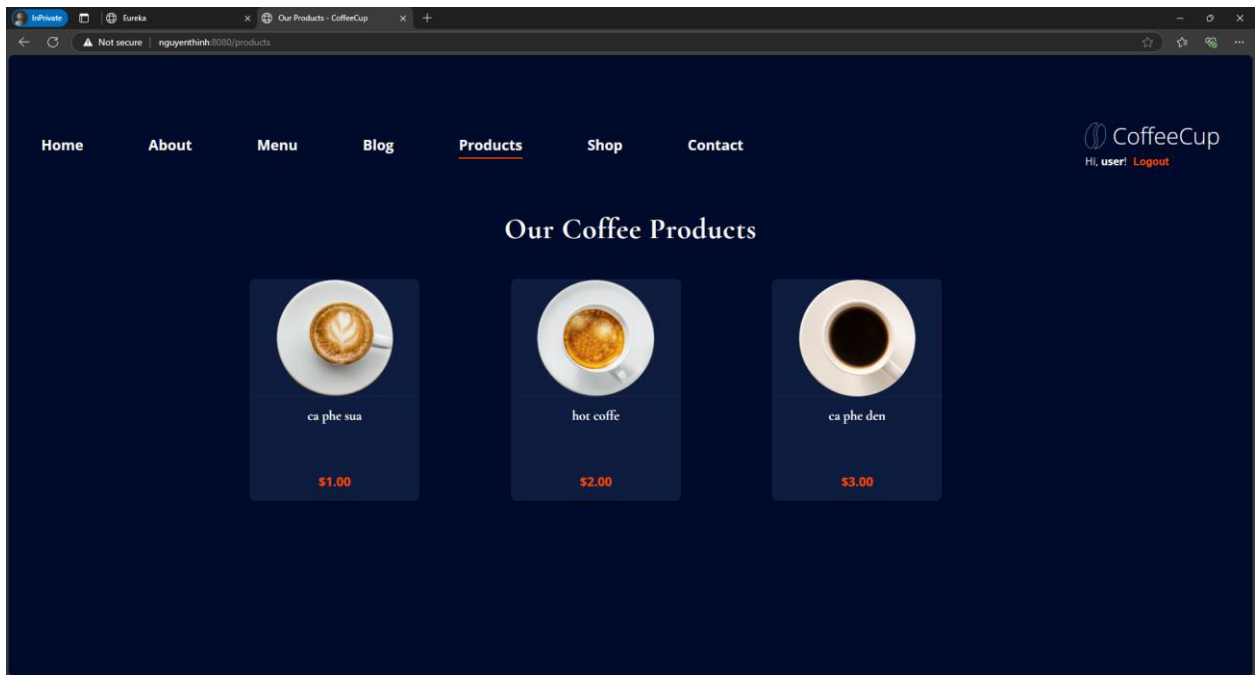 InPrivate
Eureka
Our Products - CoffeeCup
Not secure
nguyenthinh:8080/products
Home About Menu Blog Products Shop Contact
CoffeeCup
Hi, user! Logout
Our Coffee Products
ca phe sua
$1.00
hot coffe
$2.00
ca phe den
$3.00